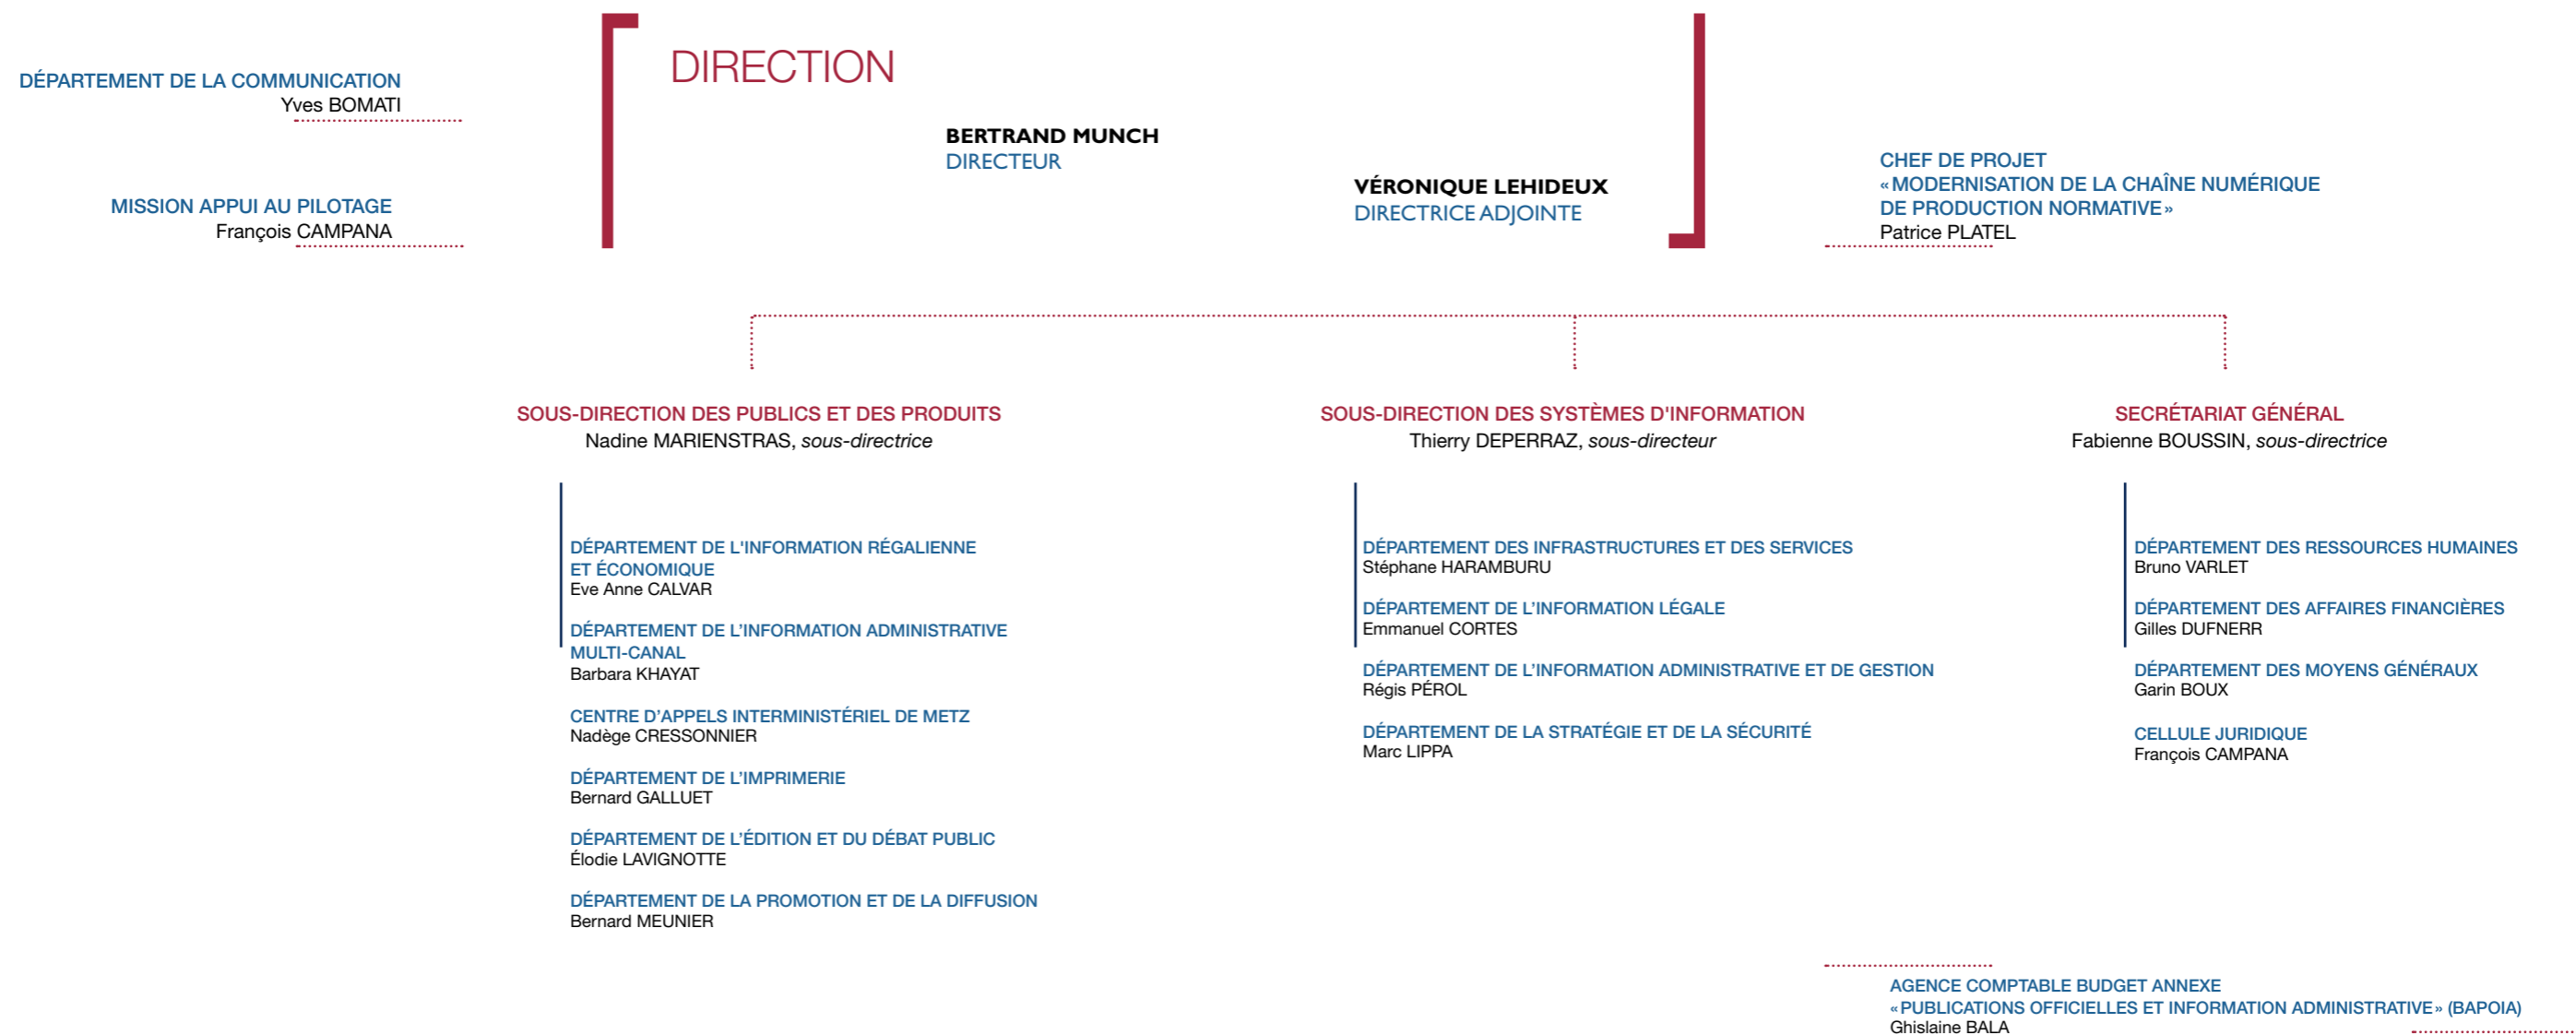 DIRECTION
DÉPARTEMENT DE LA COMMUNICATION
Yves BOMATI
MISSION APPUI AU PILOTAGE
François CAMPANA
BERTRAND MUNCH
DIRECTEUR
VÉRONIQUE LEHIDEUX
DIRECTRICE ADJOINTE
CHEF DE PROJET
«MODERNISATION DE LA CHAÎNE NUMÉRIQUE
DE PRODUCTION NORMATIVE»
Patrice PLATEL
SOUS-DIRECTION DES PUBLICS ET DES PRODUITS
Nadine MARIENSTRAS, sous-directrice
DÉPARTEMENT DE L'INFORMATION RÉGALIENNE
ET ÉCONOMIQUE
Eve Anne CALVAR
DÉPARTEMENT DE L’INFORMATION ADMINISTRATIVE
MULTI-CANAL
Barbara KHAYAT
CENTRE D’APPELS INTERMINISTÉRIEL DE METZ
Nadège CRESSONNIER
DÉPARTEMENT DE L’IMPRIMERIE
Bernard GALLUET
DÉPARTEMENT DE L’ÉDITION ET DU DÉBAT PUBLIC
Élodie LAVIGNOTTE
DÉPARTEMENT DE LA PROMOTION ET DE LA DIFFUSION
Bernard MEUNIER
SOUS-DIRECTION DES SYSTÈMES D'INFORMATION
Thierry DEPERRAZ, sous-directeur
DÉPARTEMENT DES INFRASTRUCTURES ET DES SERVICES
Stéphane HARAMBURU
DÉPARTEMENT DE L’INFORMATION LÉGALE
Emmanuel CORTES
DÉPARTEMENT DE L’INFORMATION ADMINISTRATIVE ET DE GESTION
Régis PÉROL
DÉPARTEMENT DE LA STRATÉGIE ET DE LA SÉCURITÉ
Marc LIPPA
SECRÉTARIAT GÉNÉRAL
Fabienne BOUSSIN, sous-directrice
DÉPARTEMENT DES RESSOURCES HUMAINES
Bruno VARLET
DÉPARTEMENT DES AFFAIRES FINANCIÈRES
Gilles DUFNERR
DÉPARTEMENT DES MOYENS GÉNÉRAUX
Garin BOUX
CELLULE JURIDIQUE
François CAMPANA
AGENCE COMPTABLE BUDGET ANNEXE
«PUBLICATIONS OFFICIELLES ET INFORMATION ADMINISTRATIVE» (BAPOIA)
Ghislaine BALA